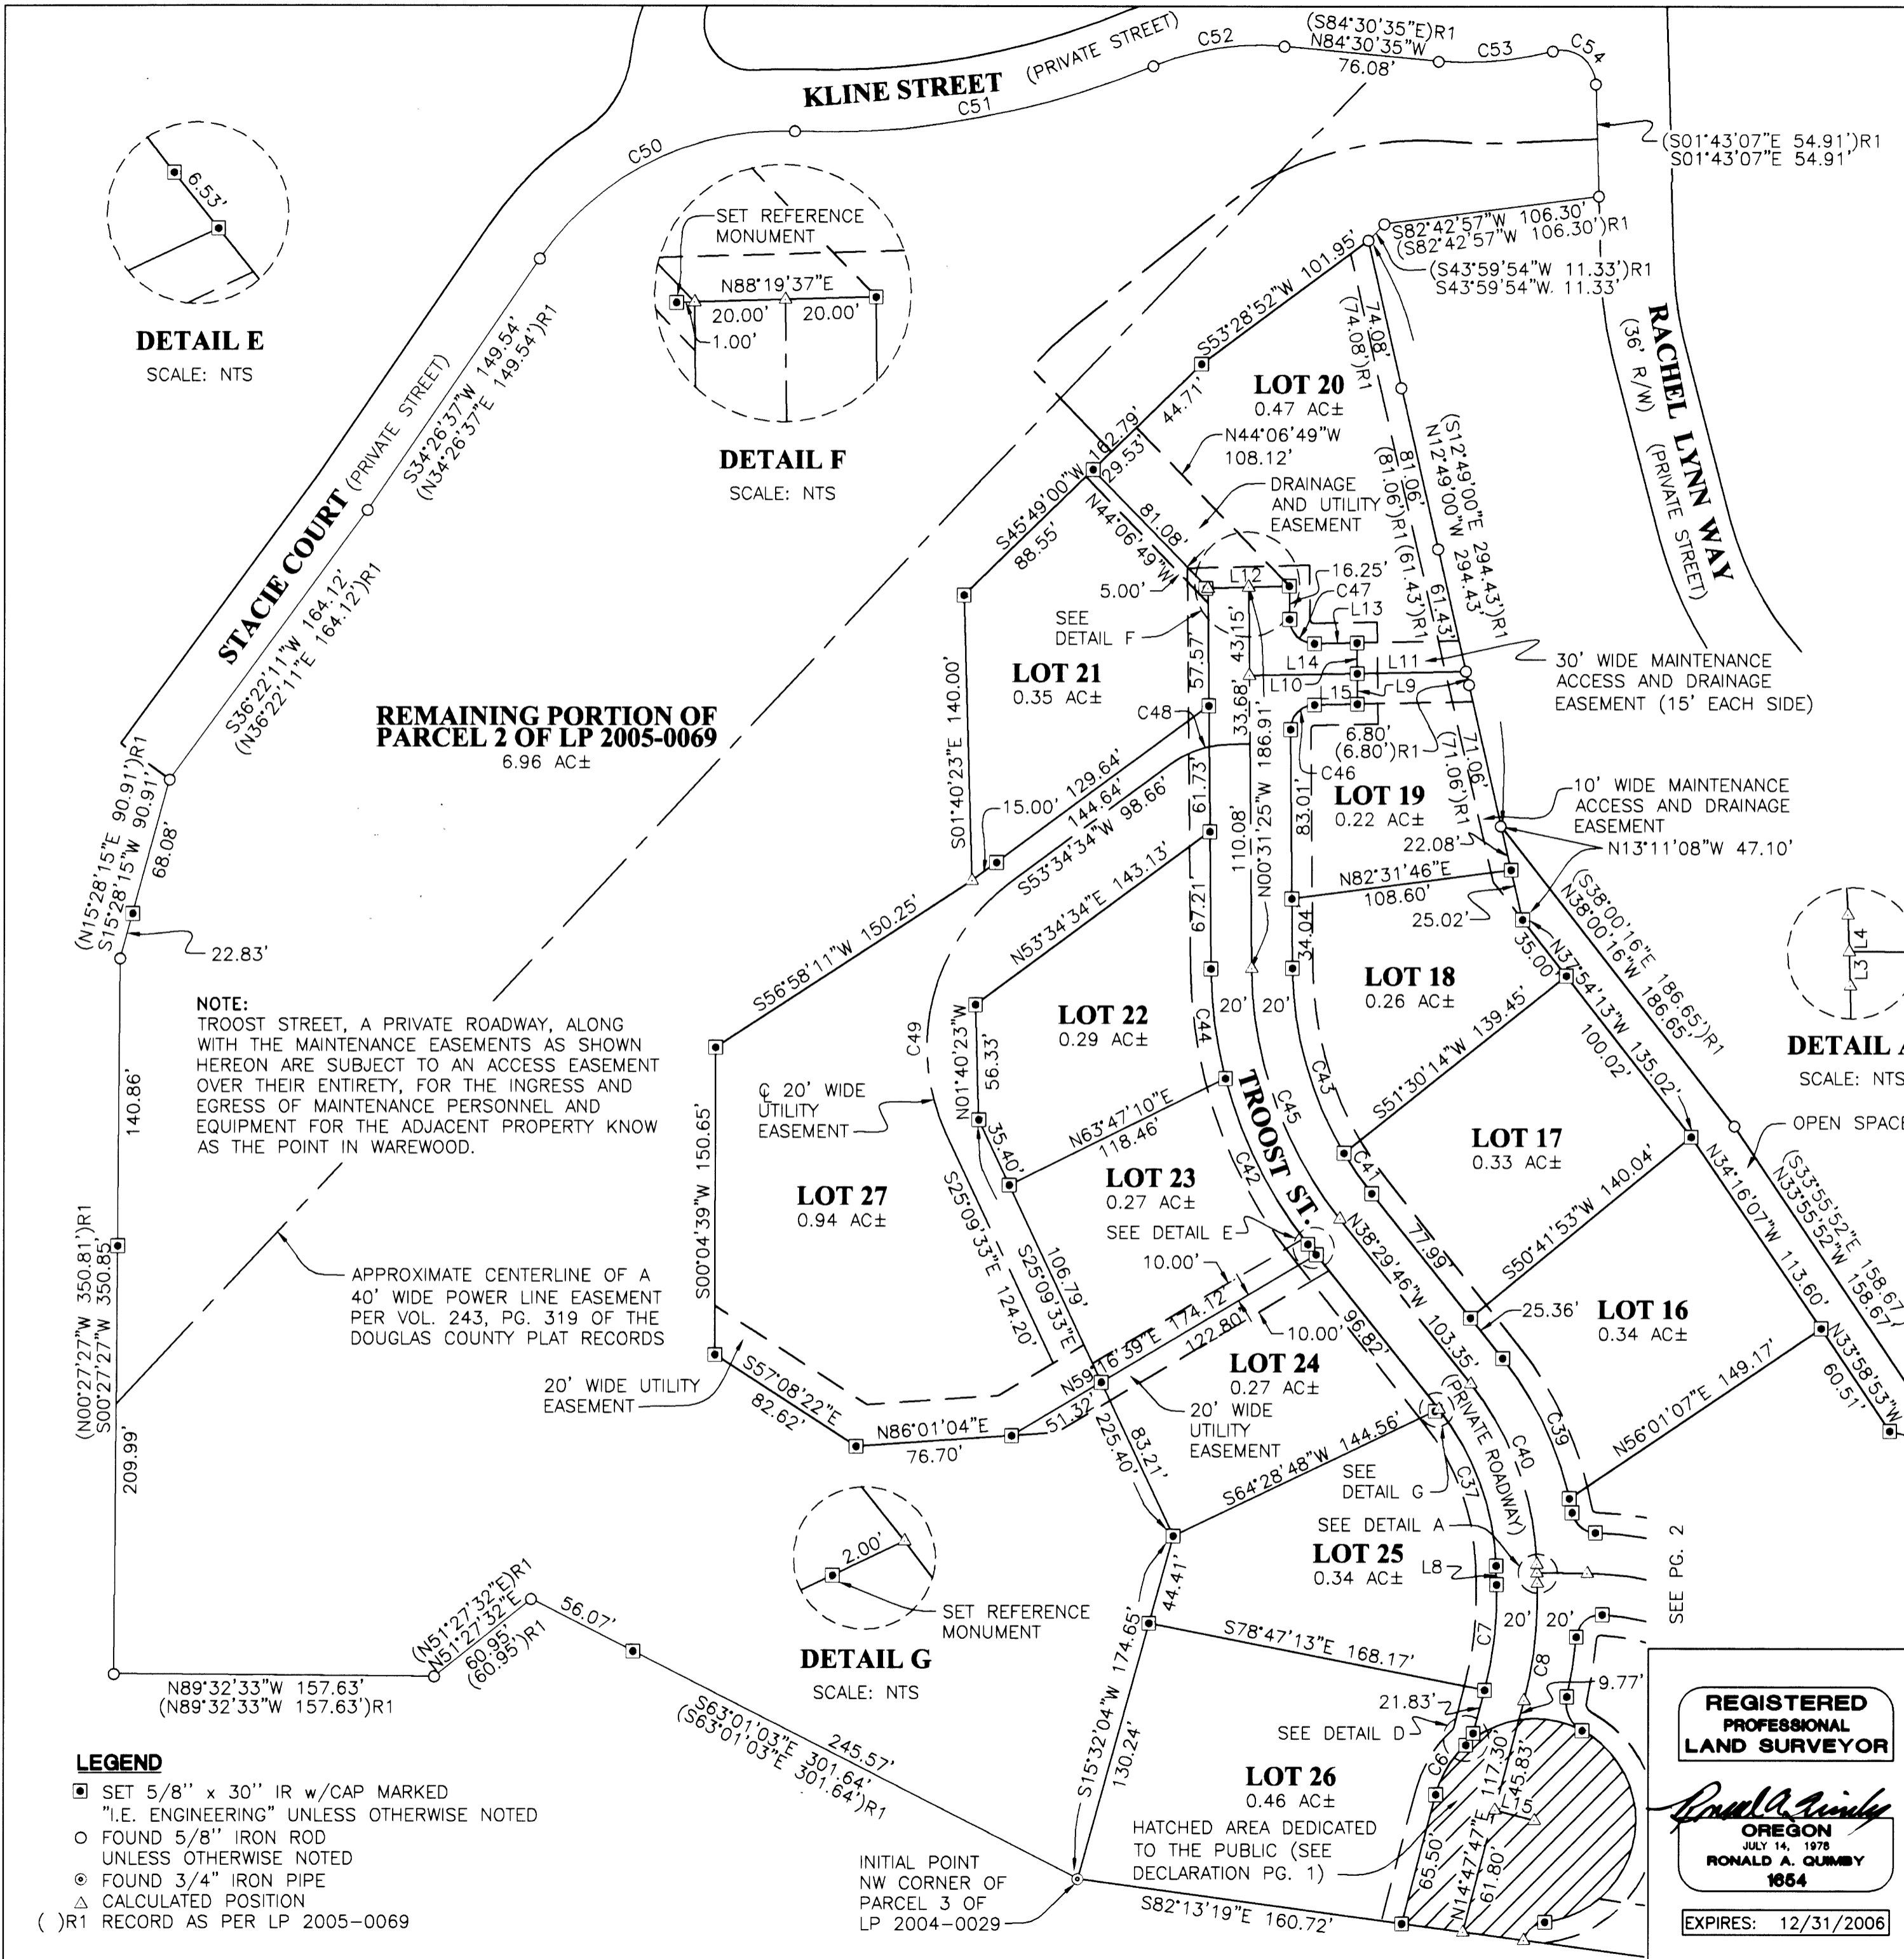 (S84°30'35"E)R1
N84°30'35"W
76.08'
C52
C53
C54
KLINE STREET (PRIVATE STREET)
C51
C50
(S01°43'07"E 54.91')R1
S01°43'07"E 54.91'
6.53'
DETAIL E
SCALE: NTS
SET REFERENCE
MONUMENT
N88°19'37"E
20.00'
20.00'
1.00'
DETAIL F
SCALE: NTS
S82°42'57"W 106.30'
(S82°42'57"W 106.30')R1
(S43°59'54"W 11.33')R1
S43°59'54"W 11.33'
RACHEL LYNN WAY
(36' R/W)
(PRIVATE STREET)
STACIE COURT (PRIVATE STREET)
S34°26'37"W 149.54'
(N34°26'37"E 149.54')R1
S36°22'11"W 164.12'
(N36°22'11"E 164.12')R1
(N15°28'15"E 90.91')R1
S15°28'15"W 90.91'
68.08'
22.83'
S53°28'52"W 101.95'
74.08'
(74.08')R1
LOT 20
0.47 AC±
44.71'
S45°49'00"W 162.79'
29.53'
88.55'
N44°06'49"W
108.12'
DRAINAGE
AND UTILITY
EASEMENT
81.08'
N44°06'49"W
5.00'
81.06'
(81.06')R1
(S12°49'00"E 294.43')R1
N12°49'00"W 294.43'
61.43'
(61.43')R1
L12
16.25'
C47
L13
SEE
DETAIL F
57.57'
43.15'
L14
L11
L10
L9
L15
30' WIDE MAINTENANCE
ACCESS AND DRAINAGE
EASEMENT (15' EACH SIDE)
LOT 21
0.35 AC±
C48
33.68'
6.80'
(6.80')R1
C46
71.06'
(71.06')R1
REMAINING PORTION OF
PARCEL 2 OF LP 2005-0069
6.96 AC±
S01°40'23"E 140.00'
15.00'
129.64'
144.64'
S53°34'34"W 98.66'
61.73'
N00°31'25"W 186.91'
110.08'
83.01'
LOT 19
0.22 AC±
10' WIDE MAINTENANCE
ACCESS AND DRAINAGE
EASEMENT
22.08'
N13°11'08"W 47.10'
N82°31'46"E
108.60'
25.02'
34.04
N53°34'34"E 143.13'
67.21'
35.00'
N37°54'13"W 135.02'
100.02'
(S38°00'16"E 186.65')R1
N38°00'16"W 186.65'
L4
L3
DETAIL A
SCALE: NTS
S56°58'11"W 150.25'
NOTE:
TROOST STREET, A PRIVATE ROADWAY, ALONG
WITH THE MAINTENANCE EASEMENTS AS SHOWN
HEREON ARE SUBJECT TO AN ACCESS EASEMENT
OVER THEIR ENTIRETY, FOR THE INGRESS AND
EGRESS OF MAINTENANCE PERSONNEL AND
EQUIPMENT FOR THE ADJACENT PROPERTY KNOW
AS THE POINT IN WAREWOOD.
LOT 18
0.26 AC±
LOT 22
0.29 AC±
20'
20'
C44
C43
C49
N01°40'23"W
56.33'
S51°30'14"W 139.45'
℄ 20' WIDE
UTILITY
EASEMENT
TROOST ST.
C45
140.86'
S00°04'39"W 150.65'
35.40'
N63°47'10"E
118.46'
LOT 17
0.33 AC±
OPEN SPACE
LOT 27
0.94 AC±
LOT 23
0.27 AC±
C42
C41
SEE DETAIL E
10.00'
S25°09'33"E 124.20'
106.79'
S25°09'33"E
77.99'
N38°29'46"W 103.35'
S50°41'53"W 140.04'
N34°16'07"W 113.60'
(S33°55'52"E 158.67'
N33°55'52"W 158.67'
(N00°27'27"W 350.81')R1
S00°27'27"W 350.85'
APPROXIMATE CENTERLINE OF A
40' WIDE POWER LINE EASEMENT
PER VOL. 243, PG. 319 OF THE
DOUGLAS COUNTY PLAT RECORDS
25.36'
LOT 16
0.34 AC±
N59°16'39"E 174.12'
122.80'
10.00'
96.82'
LOT 24
0.27 AC±
20' WIDE UTILITY
EASEMENT
S57°08'22"E
82.62'
N86°01'04"E
76.70'
51.32'
20' WIDE
UTILITY
EASEMENT
83.21'
225.40'
S64°28'48"W 144.56'
(PRIVATE ROADWAY)
C39
C40
C37
N56°01'07"E 149.17'
N33°58'53"W
60.51'
SEE
DETAIL G
SEE DETAIL A
LOT 25
0.34 AC±
L8
SEE PG. 2
209.99'
2.00'
SET REFERENCE
MONUMENT
DETAIL G
SCALE: NTS
44.41'
S78°47'13"E 168.17'
20'
20'
C7
C8
9.77'
21.83'
SEE DETAIL D
(N51°27'32"E)R1
N51°27'32"E
60.95'
(60.95')R1
56.07'
N89°32'33"W 157.63'
(N89°32'33"W 157.63')R1
S63°01'03"E 301.64'
(S63°01'03"E 301.64')R1
245.57'
S15°32'04"W 174.65'
130.24'
LOT 26
0.46 AC±
C6
117.30'
45.83'
15
65.50'
N14°47'47"E
61.80'
HATCHED AREA DEDICATED
TO THE PUBLIC (SEE
DECLARATION PG. 1)
INITIAL POINT
NW CORNER OF
PARCEL 3 OF
LP 2004-0029
S82°13'19"E 160.72'
LEGEND
SET 5/8'' x 30'' IR w/CAP MARKED
"I.E. ENGINEERING" UNLESS OTHERWISE NOTED
FOUND 5/8'' IRON ROD
UNLESS OTHERWISE NOTED
FOUND 3/4" IRON PIPE
CALCULATED POSITION
( )R1 RECORD AS PER LP 2005-0069
REGISTERED
PROFESSIONAL
LAND SURVEYOR
Ronald A. Quimby
OREGON
JULY 14, 1978
RONALD A. QUIMBY
1654
EXPIRES: 12/31/2006